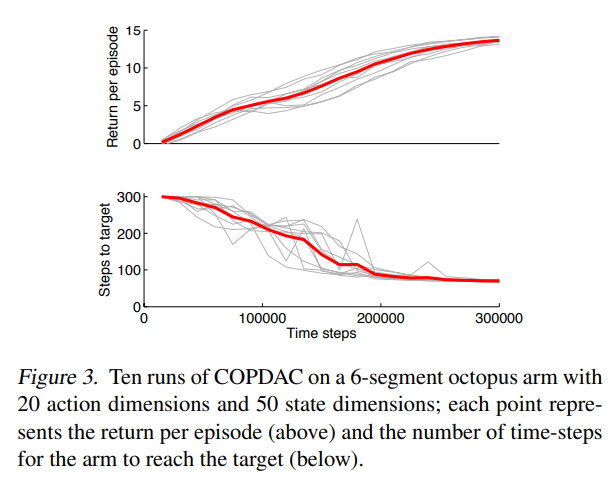 15
10
5
0
Return per episode
300
200
100
0
Steps to target
0
100000
200000
300000
Time steps
Figure 3. Ten runs of COPDAC on a 6-segment octopus arm with
20 action dimensions and 50 state dimensions; each point repre-
sents the return per episode (above) and the number of time-steps
for the arm to reach the target (below).